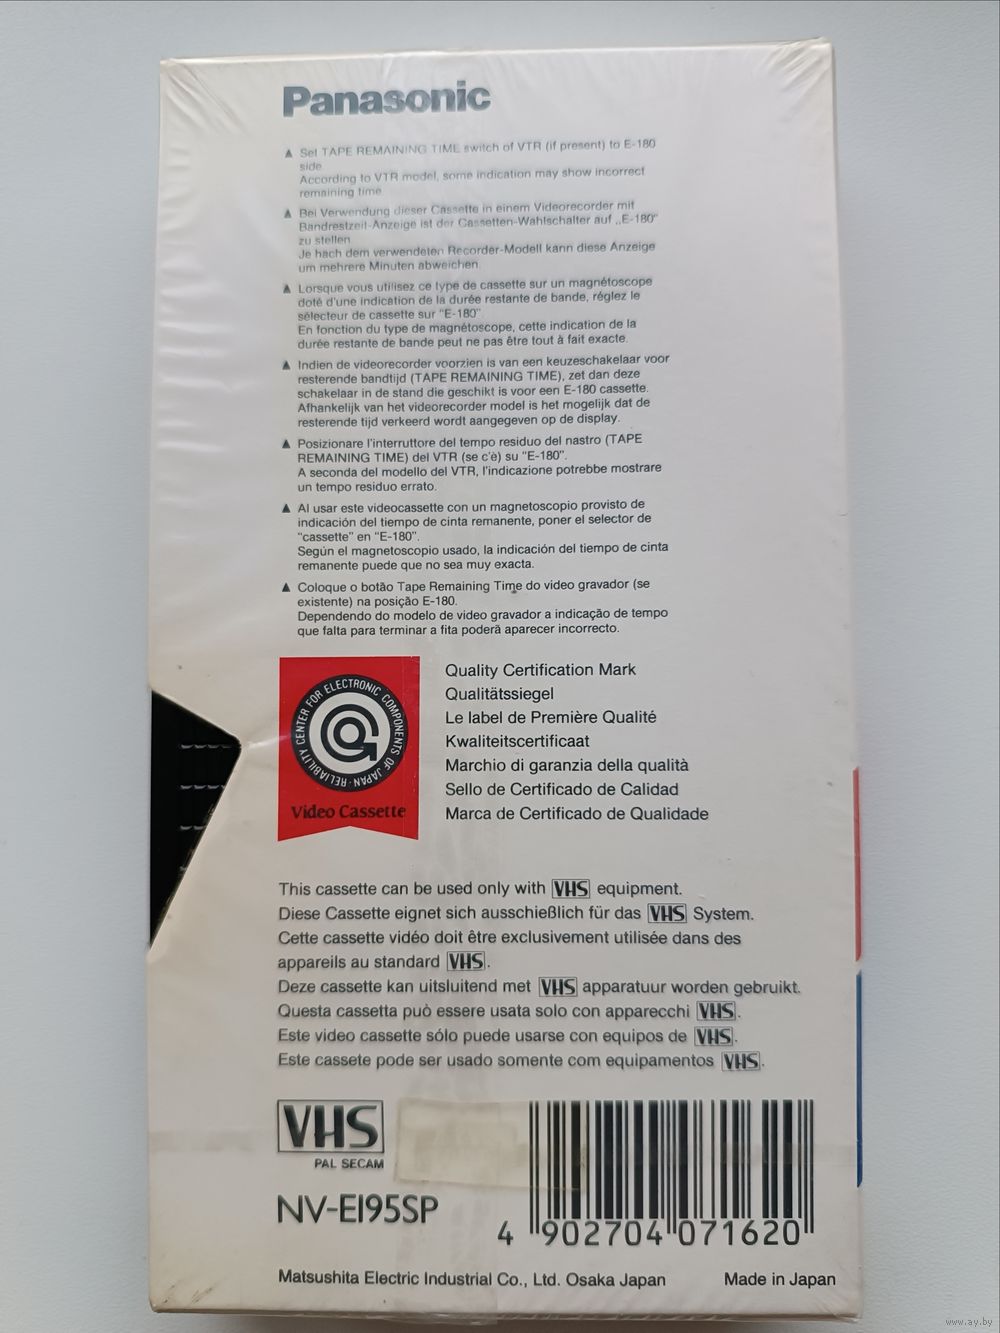 Panasonic
▲ Set TAPE REMAINING TIME switch of VTR (if present) to E-180
side
According to VTR model, some indication may show incorrect
remaining time
▲ Bei Verwendung dieser Cassette in einem Videorecorder mit
Bandrestzeit-Anzeige ist der Cassetten-Wahlschalter auf „E-180"
zu stellen
Je nach dem verwendeten Recorder-Modell kann diese Anzeige
um mehrere Minuten abweichen.
▲ Lorsque vous utilisez ce type de cassette sur un magnétoscope
doté d'une indication de la durée restante de bande, réglez le
sélecteur de cassette sur "E-180"
En fonction du type de magnétoscope, cette indication de la
durée restante de bande peut ne pas être tout à fait exacte.
▲ Indien de videorecorder voorzien is van een keuzeschakelaar voor
resterende bandtijd (TAPE REMAINING TIME), zet dan deze
schakelaar in de stand die geschikt is voor een E-180 cassette.
Afhankelijk van het videorecorder model is het mogelijk dat de
resterende tijd verkeerd wordt aangegeven op de display.
▲ Posizionare l'interruttore del tempo residuo del nastro (TAPE
REMAINING TIME) del VTR (se c'è) su "E-180".
A seconda del modello del VTR, l'indicazione potrebbe mostrare
un tempo residuo errato.
▲ Al usar este videocassette con un magnetoscopio provisto de
indicación del tiempo de cinta remanente, poner el selector de
"cassette" en "E-180".
Según el magnetoscopio usado, la indicación del tiempo de cinta
remanente puede que no sea muy exacta.
▲ Coloque o botão Tape Remaining Time do video gravador (se
existente) na posição E-180.
Dependendo do modelo de video gravador a indicação de tempo
que falta para terminar a fita poderá aparecer incorrecto.
RELIABILITY CENTER FOR ELECTRONIC COMPONENTS OF JAPAN
Video Cassette
Quality Certification Mark
Qualitätssiegel
Le label de Première Qualité
Kwaliteitscertificaat
Marchio di garanzia della qualità
Sello de Certificado de Calidad
Marca de Certificado de Qualidade
This cassette can be used only with VHS equipment.
Diese Cassette eignet sich ausschießlich für das VHS System.
Cette cassette vidéo doit être exclusivement utilisée dans des
appareils au standard VHS.
Deze cassette kan uitsluitend met VHS apparatuur worden gebruikt.
Questa cassetta può essere usata solo con apparecchi VHS.
Este video cassette sólo puede usarse con equipos de VHS.
Este cassete pode ser usado somente com equipamentos VHS.
VHS
PAL SECAM
NV-E195SP
4 902704 071620
Matsushita Electric Industrial Co., Ltd. Osaka Japan Made in Japan
www.ay.by